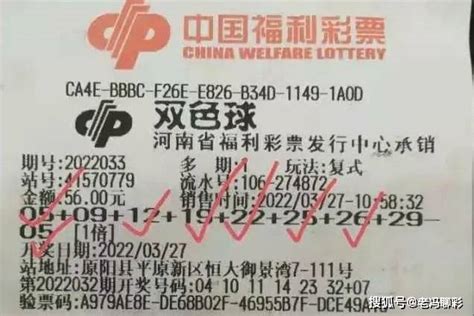 中国福利彩票
CHINA WELFARE LOTTERY
CA4E-BBBC-F26E-E826-B34D-1149-1A0D
双色球
河南省福利彩票发行中心承销
期号:2022033 多期:1 玩法:复式
站号:41570779 流水号:106-274872
金额:56.00元 销售时间:2022/03/27-10:58:32
05+09+12+19+22+25+26+29-
05 [1倍]
开奖日期:2022/03/27
站地址:原阳县平原新区恒大御景湾7-111号
第2022032期开奖号码:04 10 11 14 23 32+07
验票码:A979AE8E-DE68B02F-46955B7F-DCE49A
搜狐号@老冯聊彩